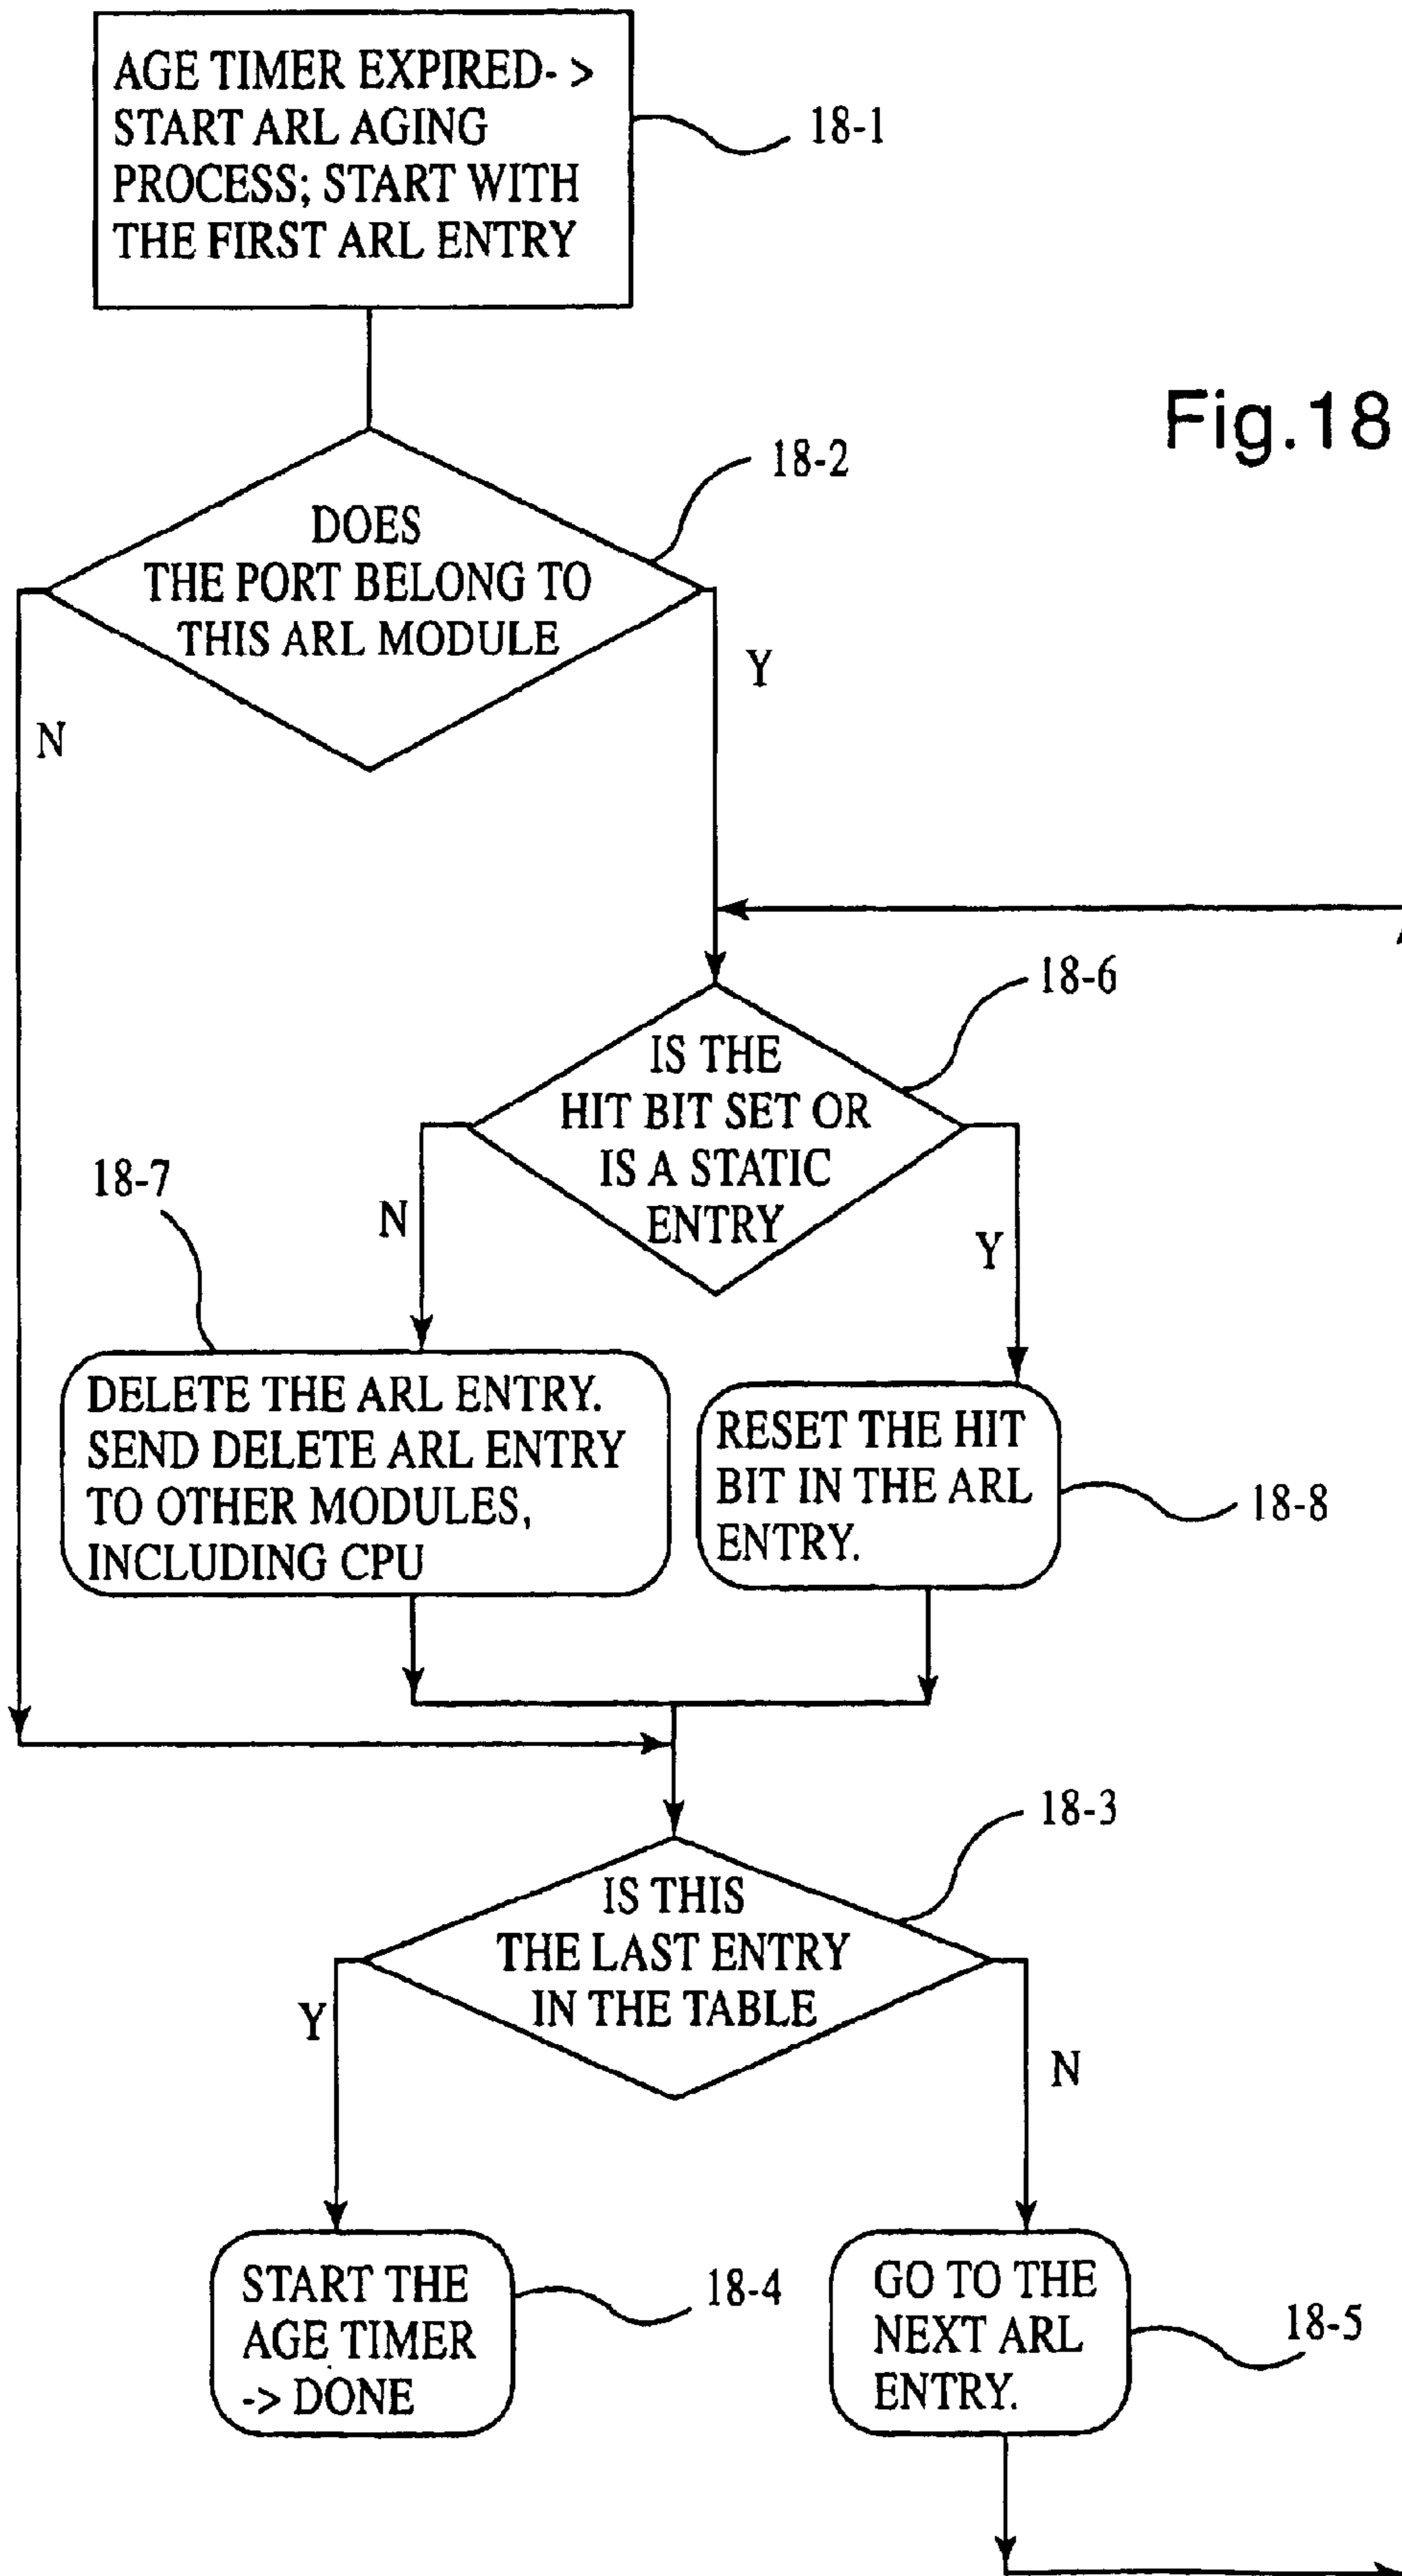 AGE TIMER EXPIRED- >
START ARL AGING
PROCESS; START WITH
THE FIRST ARL ENTRY
18-1
Fig.18
18-2
DOES
THE PORT BELONG TO
THIS ARL MODULE
Y
N
18-6
IS THE
HIT BIT SET OR
IS A STATIC
ENTRY
18-7
N
Y
DELETE THE ARL ENTRY.
SEND DELETE ARL ENTRY
TO OTHER MODULES,
INCLUDING CPU
RESET THE HIT
BIT IN THE ARL
ENTRY.
18-8
18-3
IS THIS
THE LAST ENTRY
IN THE TABLE
Y
N
START THE
AGE TIMER
-> DONE
18-4
GO TO THE
NEXT ARL
ENTRY.
18-5